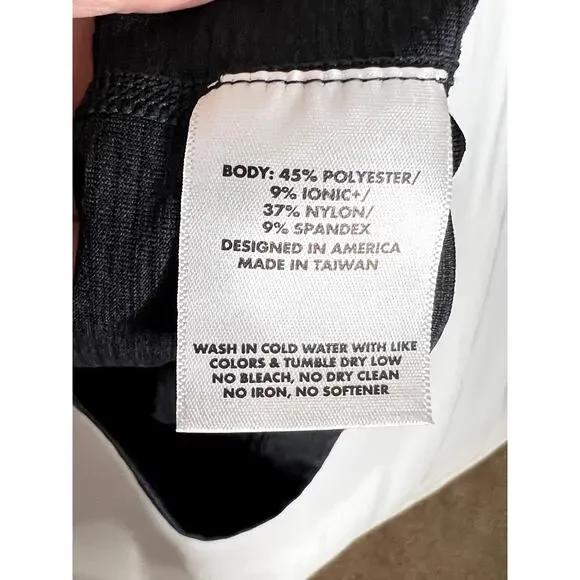 BODY: 45% POLYESTER/
9% IONIC+/
37% NYLON/
9% SPANDEX
DESIGNED IN AMERICA
MADE IN TAIWAN
WASH IN COLD WATER WITH LIKE
COLORS & TUMBLE DRY LOW
NO BLEACH, NO DRY CLEAN
NO IRON, NO SOFTENER